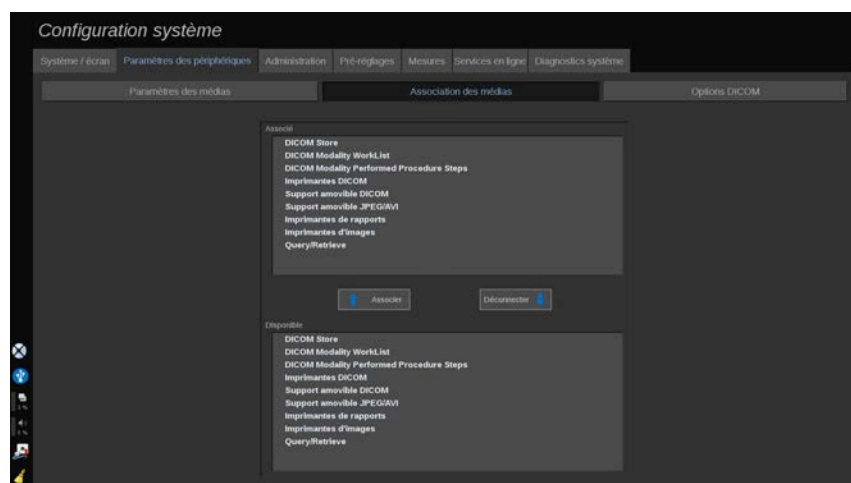 Configuration système
Système / écran Paramètres des périphériques Administration Pré-réglages Mesures Services en ligne Diagnostics système
Paramètres des médias Association des médias Options DICOM
Associé
DICOM Store
DICOM Modality WorkList
DICOM Modality Performed Procedure Steps
Imprimantes DICOM
Support amovible DICOM
Support amovible JPEG/AVI
Imprimantes de rapports
Imprimantes d'images
Query/Retrieve
Associer Déconnecter
Disponible
DICOM Store
DICOM Modality WorkList
DICOM Modality Performed Procedure Steps
Imprimantes DICOM
Support amovible DICOM
Support amovible JPEG/AVI
Imprimantes de rapports
Imprimantes d'images
Query/Retrieve